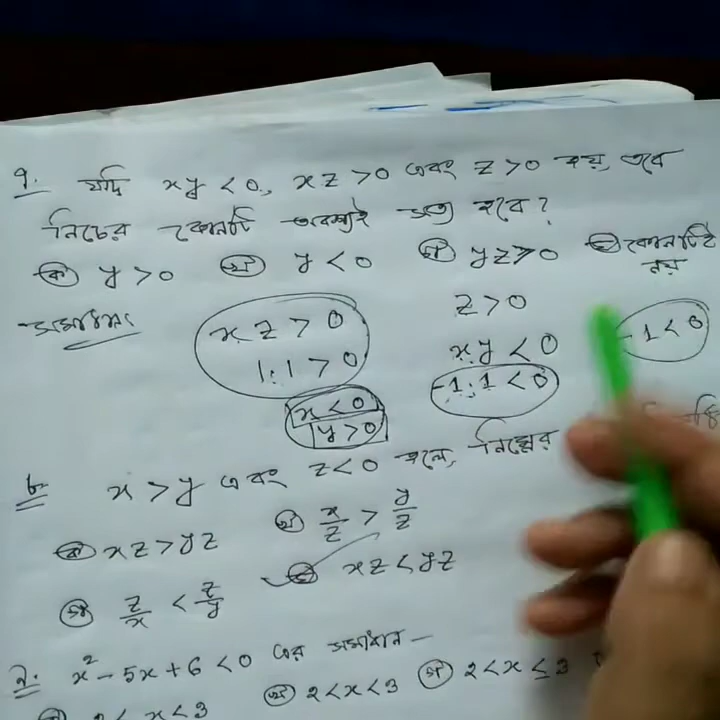 ৭. যদি xy < 0, xz > 0 এবং z > 0 হয়, তবে
নিচের কোনটি অবশ্যই সত্য হবে?
ক y > 0 খ y < 0 গ yz > 0 ঘ কোনটিই নয়
সমাধান:
xz > 0
1.1 > 0
x < 0
y > 0
z > 0
xy < 0
-1.1 < 0
-1 < 0
৮. x > y এবং z < 0 হলে, নিম্নের
ক xz > yz খ x/z > y/z
গ z/x < z/y ঘ xz < yz
৯. x² - 5x + 6 < 0 এর সমাধান—
2 < x < 3 গ 2 < x ≤ 3
x < 3